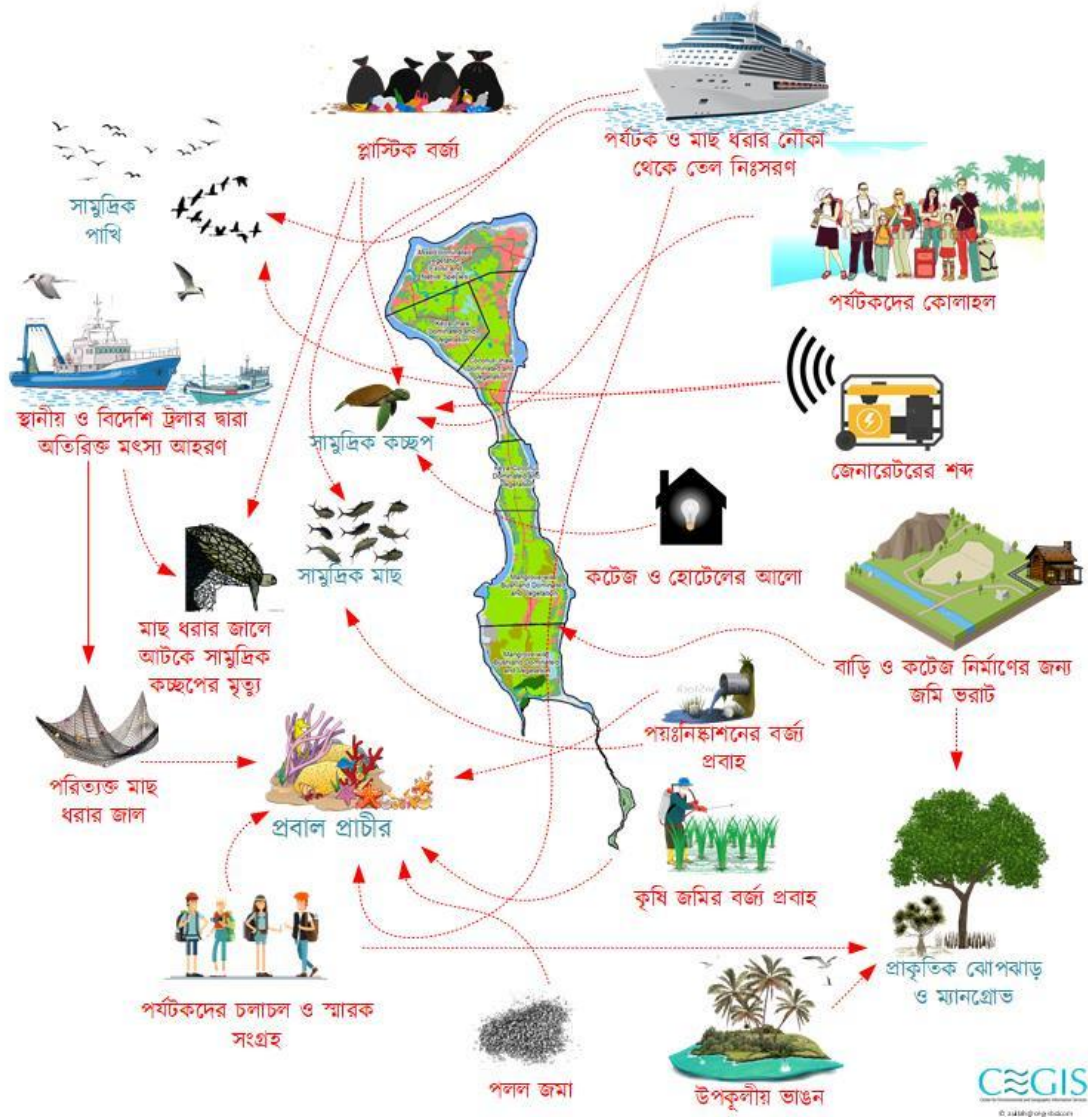 প্লাস্টিক বর্জ্য
পর্যটক ও মাছ ধরার নৌকা
থেকে তেল নিঃসরণ
সামুদ্রিক
পাখি
পর্যটকদের কোলাহল
স্থানীয় ও বিদেশি ট্রলার দ্বারা
অতিরিক্ত মৎস্য আহরণ
সামুদ্রিক কচ্ছপ
জেনারেটরের শব্দ
সামুদ্রিক মাছ
কটেজ ও হোটেলের আলো
মাছ ধরার জালে
আটকে সামুদ্রিক
কচ্ছপের মৃত্যু
বাড়ি ও কটেজ নির্মাণের জন্য
জমি ভরাট
পয়ঃনিষ্কাশনের বর্জ্য
প্রবাহ
পরিত্যক্ত মাছ
ধরার জাল
প্রবাল প্রাচীর
কৃষি জমির বর্জ্য প্রবাহ
প্রাকৃতিক ঝোপঝাড়
ও ম্যানগ্রোভ
পর্যটকদের চলাচল ও স্মারক
সংগ্রহ
পলল জমা
উপকূলীয় ভাঙন
CEGIS